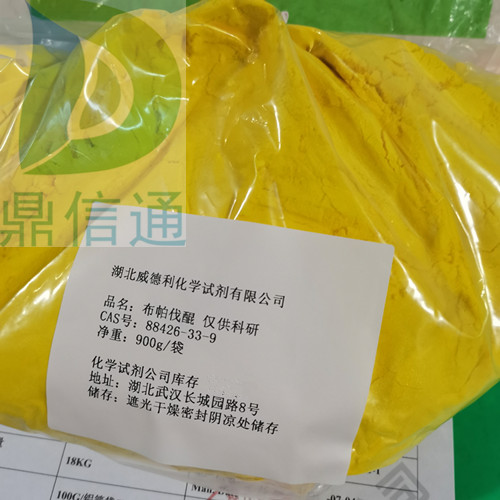 鼎信通
湖北威德利化学试剂有限公司
品名：布帕伐醌 仅供科研
CAS号：88426-33-9
净重：900g/袋
化学试剂公司库存
地址：湖北武汉长城园路8号
储存：遮光干燥密封阴凉处储存
量
18KG